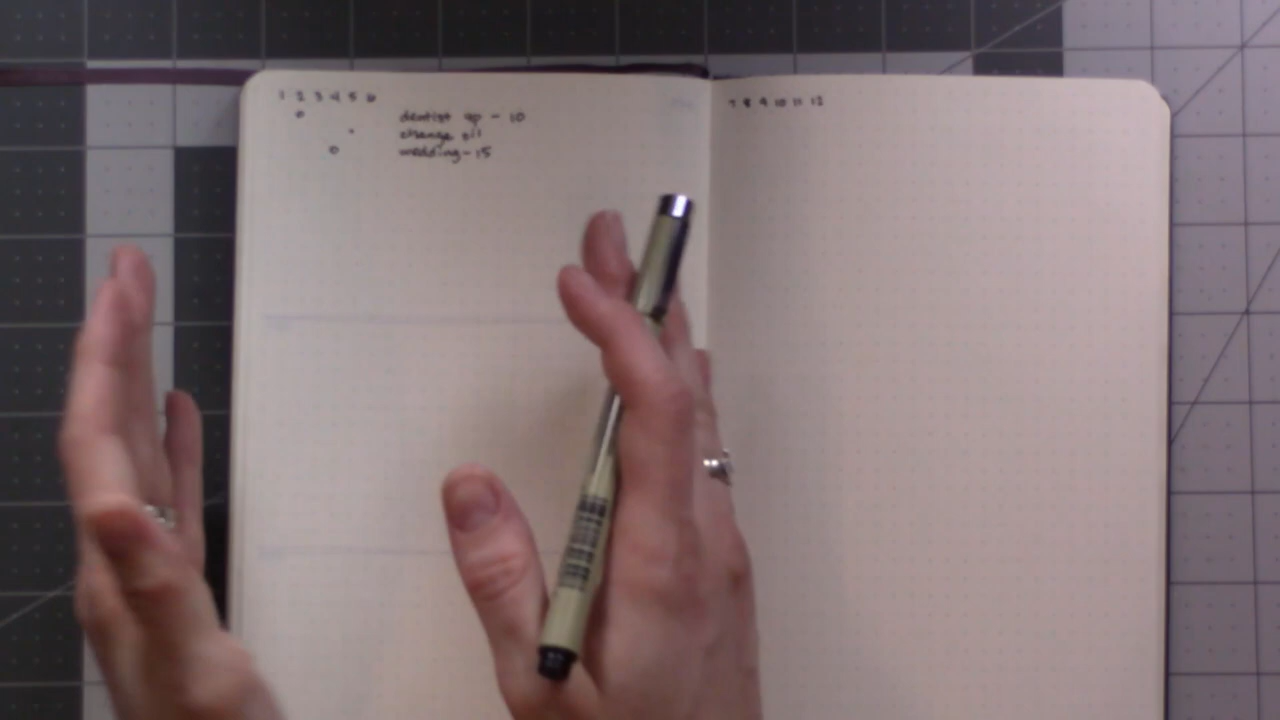 1 2 3 4 5 6
dentist ap - 10
change oil
wedding - 15
7 8 9 10 11 12